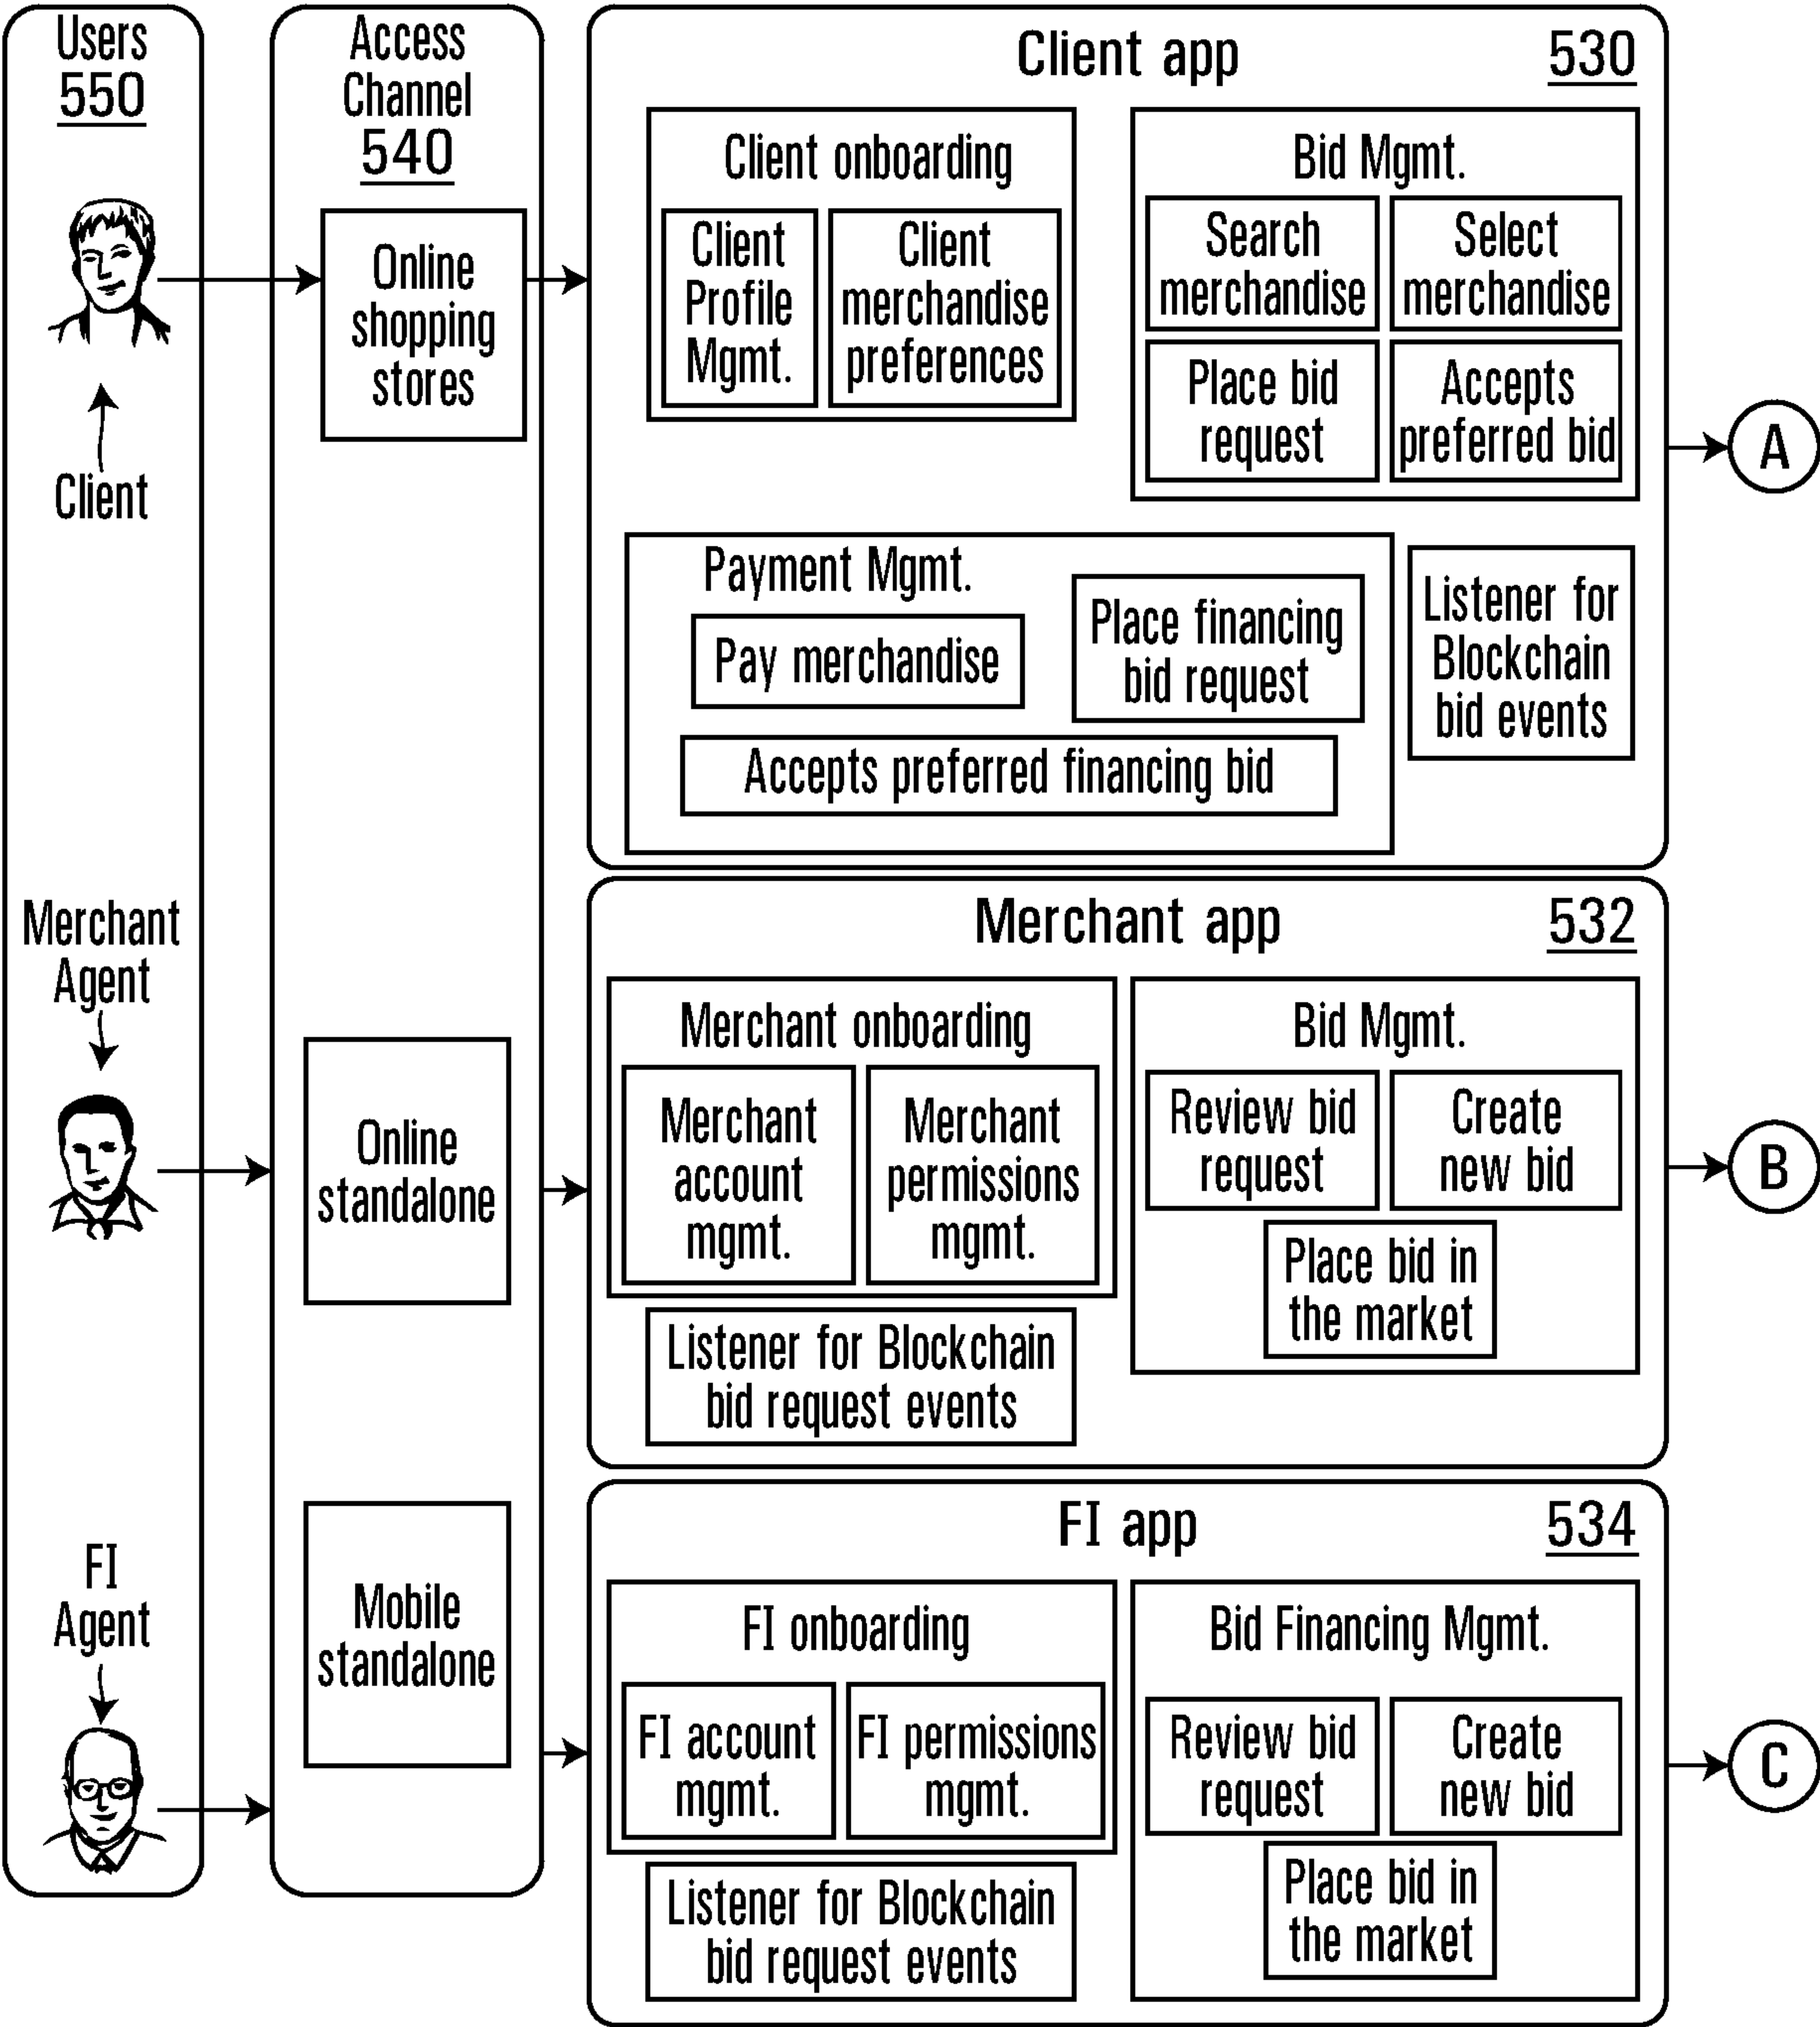 Users
550
Client
Merchant
Agent
FI
Agent
Access
Channel
540
Online
shopping
stores
Online
standalone
Mobile
standalone
Client app
530
Client onboarding
Client
Profile
Mgmt.
Client
merchandise
preferences
Bid Mgmt.
Search
merchandise
Select
merchandise
Place bid
request
Accepts
preferred bid
Payment Mgmt.
Pay merchandise
Place financing
bid request
Accepts preferred financing bid
Listener for
Blockchain
bid events
A
Merchant app
532
Merchant onboarding
Merchant
account
mgmt.
Merchant
permissions
mgmt.
Bid Mgmt.
Review bid
request
Create
new bid
Place bid in
the market
Listener for Blockchain
bid request events
B
FI app
534
FI onboarding
FI account
mgmt.
FI permissions
mgmt.
Bid Financing Mgmt.
Review bid
request
Create
new bid
Place bid in
the market
Listener for Blockchain
bid request events
C